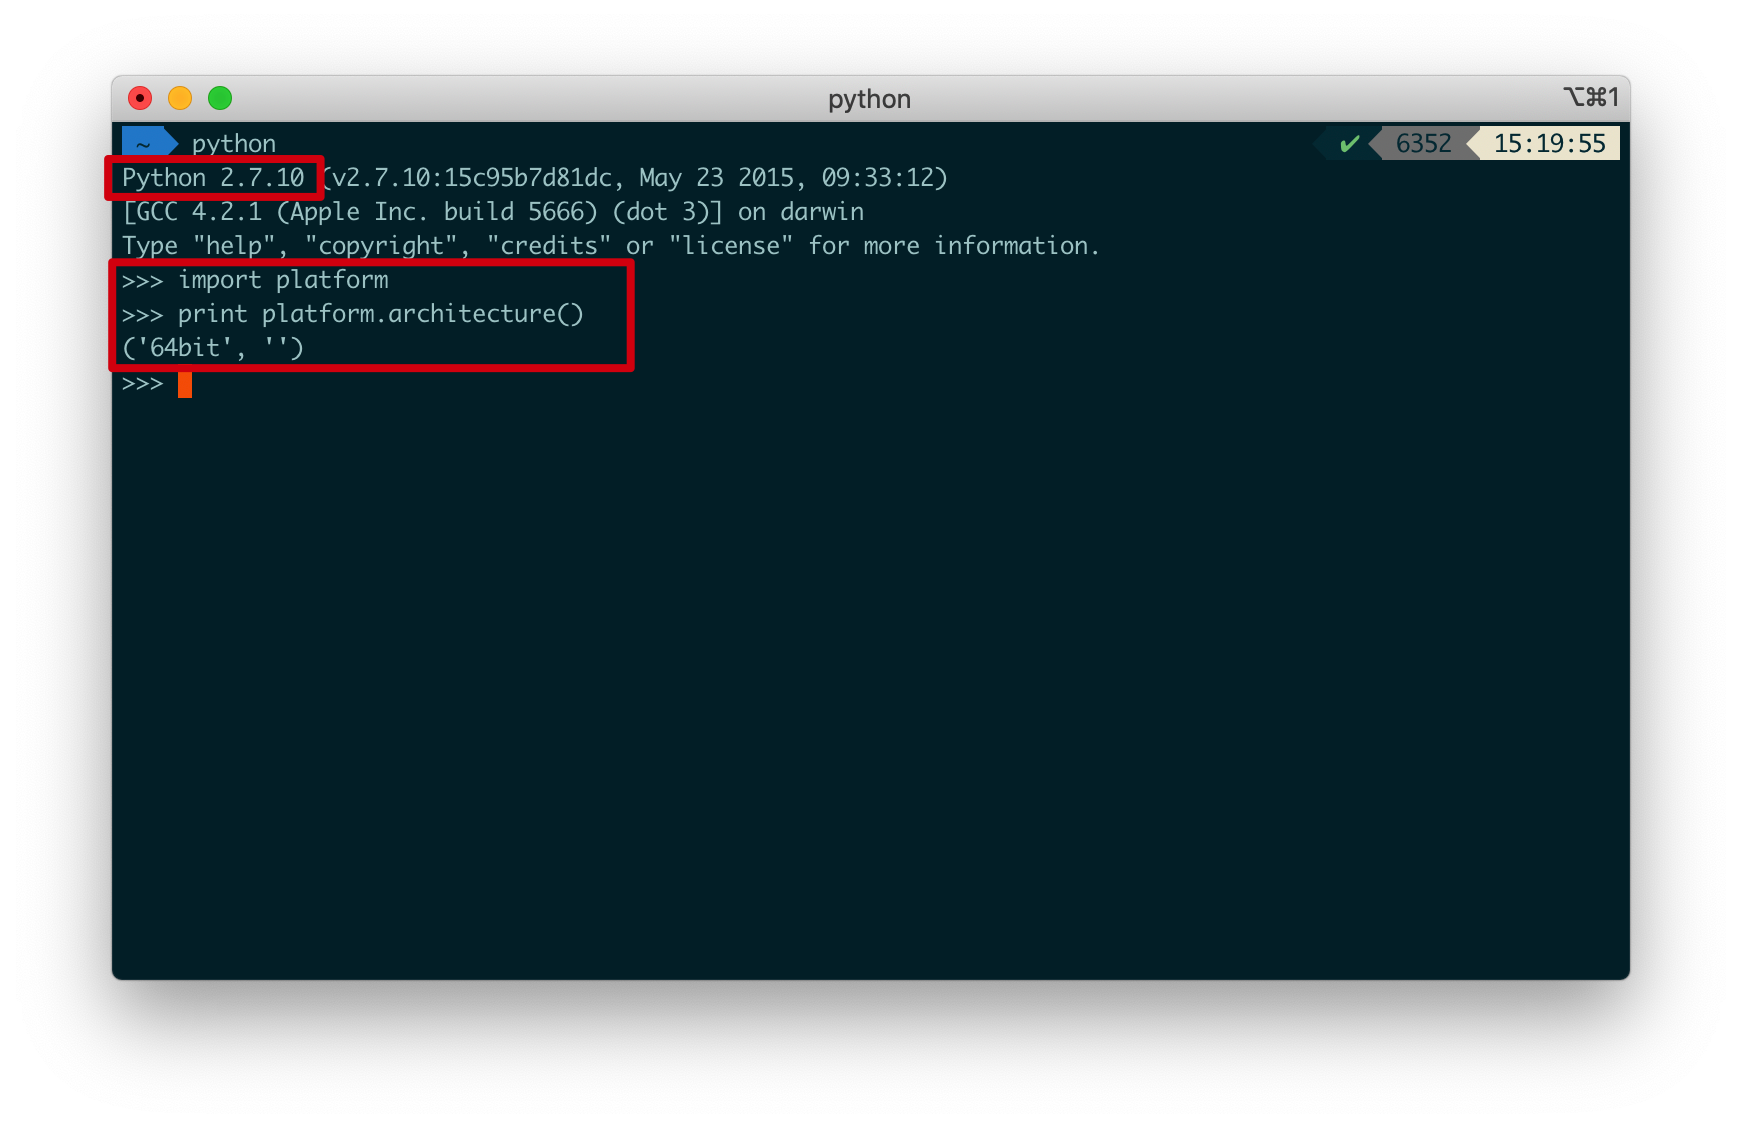 python
⌥⌘1
~ python ✔ 6352 15:19:55
Python 2.7.10 (v2.7.10:15c95b7d81dc, May 23 2015, 09:33:12)
[GCC 4.2.1 (Apple Inc. build 5666) (dot 3)] on darwin
Type "help", "copyright", "credits" or "license" for more information.
>>> import platform
>>> print platform.architecture()
('64bit', '')
>>>